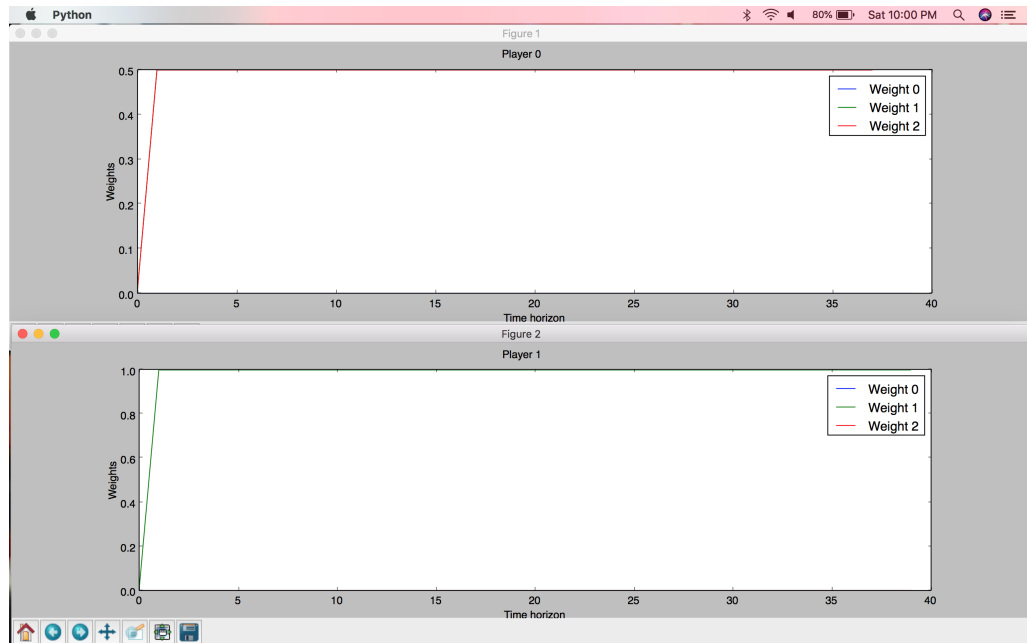 Python 80% Sat 10:00 PM
Figure 1
Player 0
0.5
0.4
0.3
0.2
0.1
0.0
Weights
Weight 0
Weight 1
Weight 2
0 5 10 15 20 25 30 35 40
Time horizon
Figure 2
Player 1
1.0
0.8
0.6
0.4
0.2
0.0
Weights
Weight 0
Weight 1
Weight 2
0 5 10 15 20 25 30 35 40
Time horizon